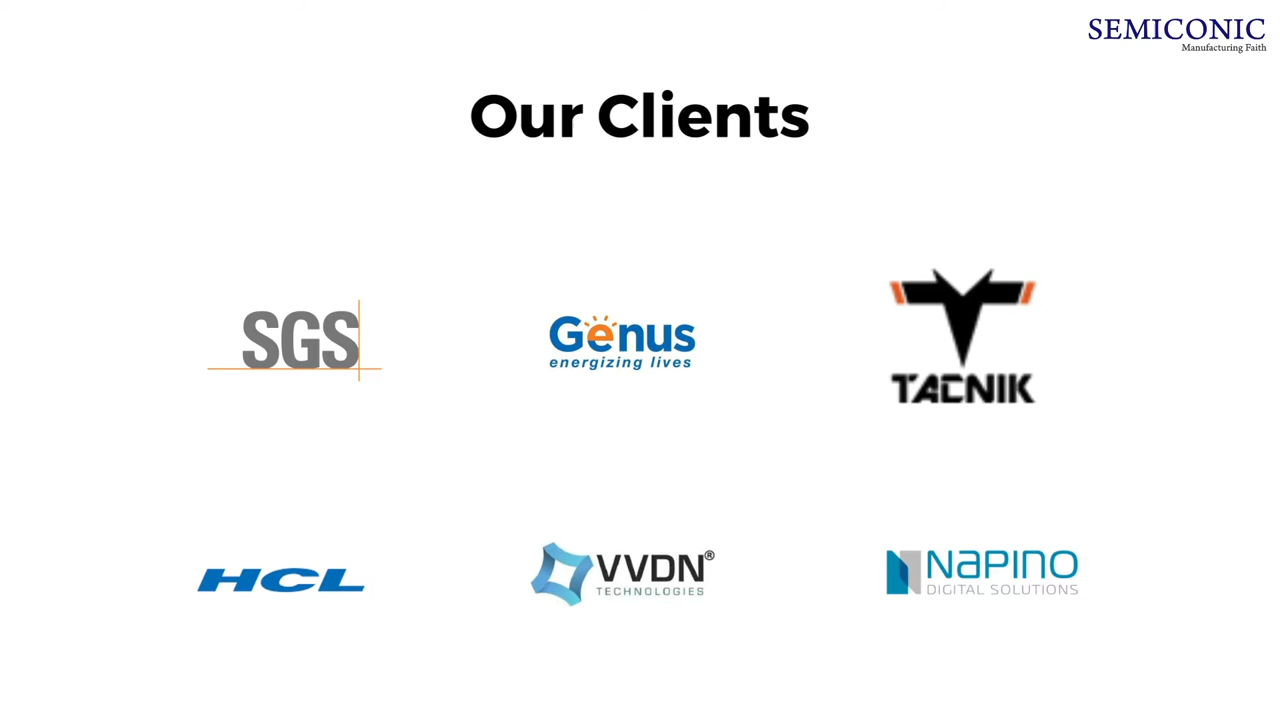 SEMICONIC
Manufacturing Faith
Our Clients
SGS
Genus
energizing lives
TACNIK
HCL
VVDN®
TECHNOLOGIES
NAPINO
DIGITAL SOLUTIONS